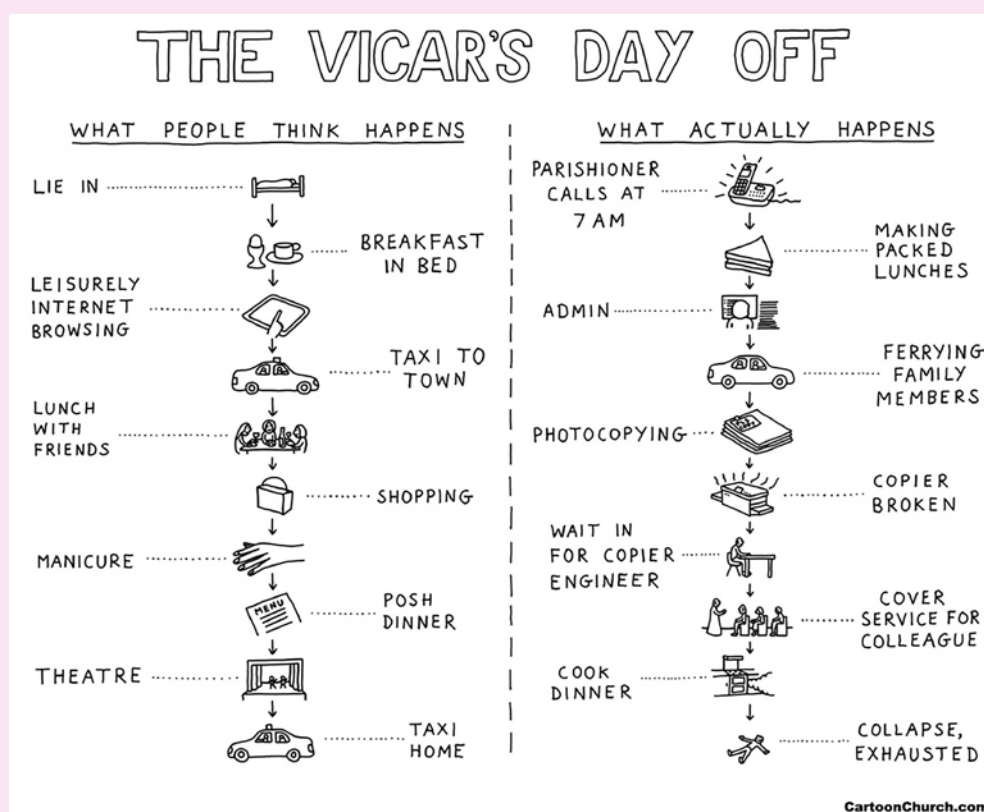 THE VICAR'S DAY OFF
WHAT PEOPLE THINK HAPPENS
LIE IN
BREAKFAST
IN BED
LEISURELY
INTERNET
BROWSING
TAXI TO
TOWN
LUNCH
WITH
FRIENDS
SHOPPING
MANICURE
MENU
POSH
DINNER
THEATRE
TAXI
HOME
WHAT ACTUALLY HAPPENS
PARISHIONER
CALLS AT
7 AM
MAKING
PACKED
LUNCHES
ADMIN
FERRYING
FAMILY
MEMBERS
PHOTOCOPYING
COPIER
BROKEN
WAIT IN
FOR COPIER
ENGINEER
COVER
SERVICE FOR
COLLEAGUE
COOK
DINNER
COLLAPSE,
EXHAUSTED
CartoonChurch.com